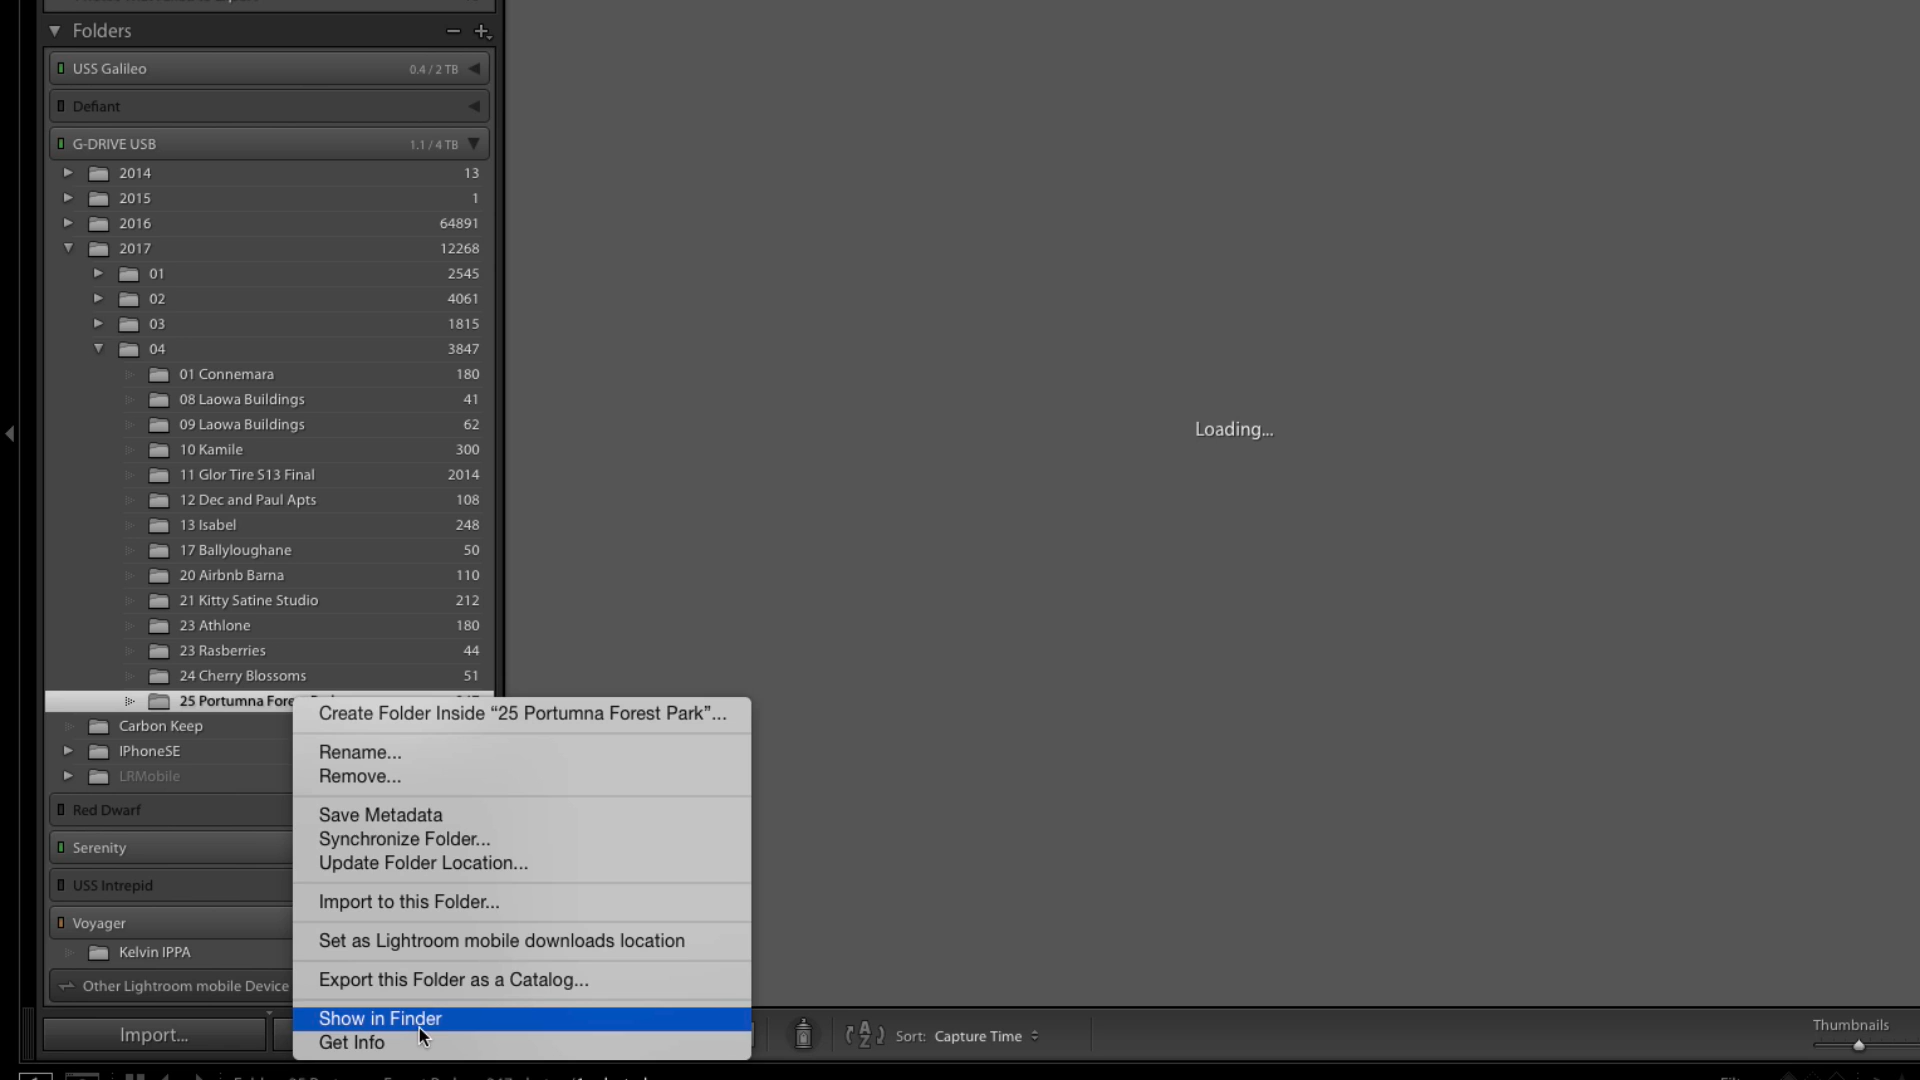 Folders
USS Galileo 0.4 / 2 TB
Defiant
G-DRIVE USB 1.1 / 4 TB
2014 13
2015 1
2016 64891
2017 12268
01 2545
02 4061
03 1815
04 3847
01 Connemara 180
08 Laowa Buildings 41
09 Laowa Buildings 62
10 Kamile 300
11 Glor Tire S13 Final 2014
12 Dec and Paul Apts 108
13 Isabel 248
17 Ballyloughane 50
20 Airbnb Barna 110
21 Kitty Satine Studio 212
23 Athlone 180
23 Rasberries 44
24 Cherry Blossoms 51
25 Portumna Fore
Carbon Keep
IPhoneSE
LRMobile
Red Dwarf
Serenity
USS Intrepid
Voyager
Kelvin IPPA
Other Lightroom mobile Device
Import...
Create Folder Inside “25 Portumna Forest Park”...
Rename...
Remove...
Save Metadata
Synchronize Folder...
Update Folder Location...
Import to this Folder...
Set as Lightroom mobile downloads location
Export this Folder as a Catalog...
Show in Finder
Get Info
Loading...
Sort: Capture Time
Thumbnails